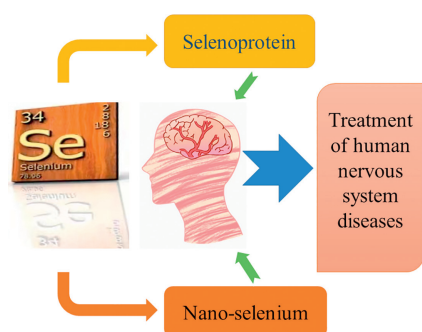 Selenoprotein
34
2
8
18
6
Se
Selenium
78.96
Treatment
of human
nervous
system
diseases
Nano-selenium